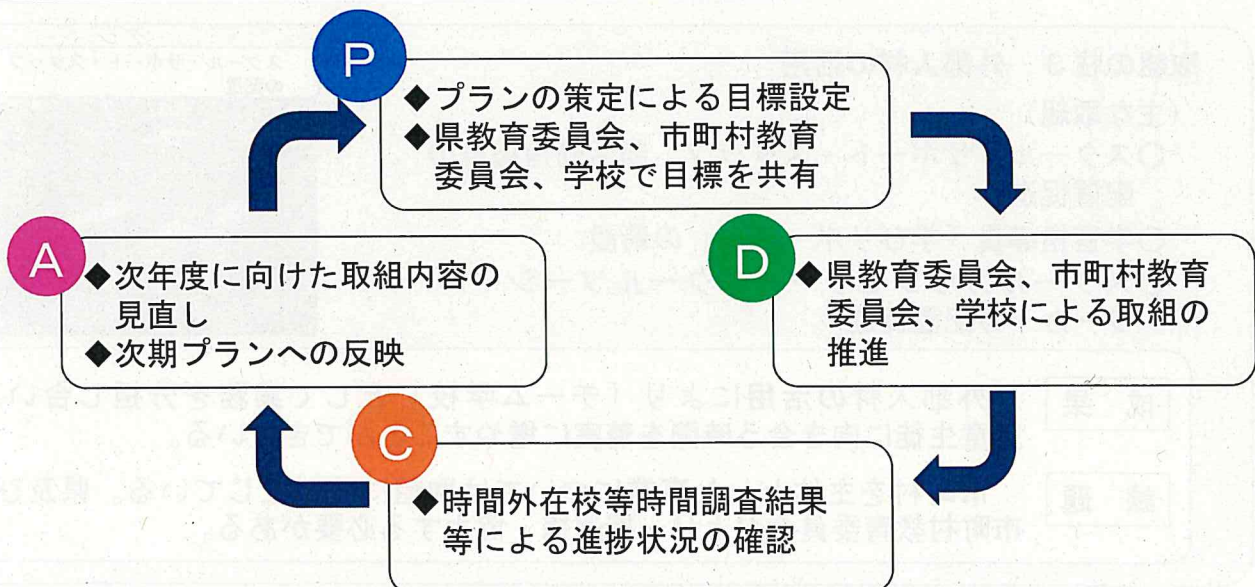 P
◆プランの策定による目標設定
◆県教育委員会、市町村教育
委員会、学校で目標を共有
D
◆県教育委員会、市町村教育
委員会、学校による取組の
推進
C
◆時間外在校等時間調査結果
等による進捗状況の確認
A
◆次年度に向けた取組内容の
見直し
◆次期プランへの反映